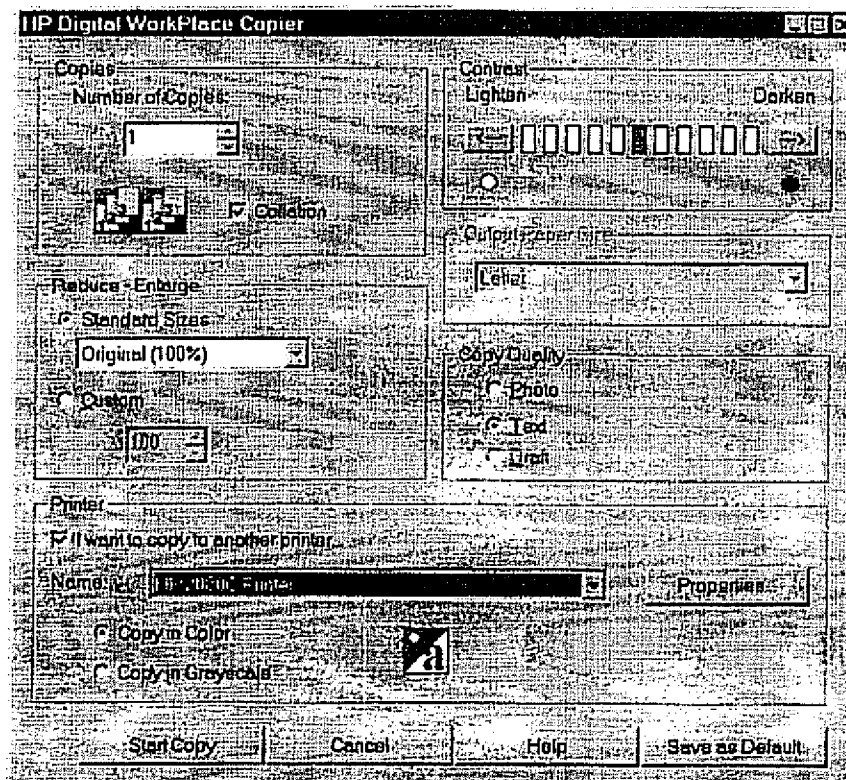 HP Digital WorkPlace Copier
Copies
Number of Copies:
1
Collation
Contrast
Lighten
Darken
Output Paper Size
Letter
Reduce - Enlarge
Standard Sizes
Original (100%)
Custom
100
Copy Quality
Photo
Text
Draft
Printer
I want to copy to another printer
Name:
Printer
Properties
Copy in Color
Copy in Grayscale
a
Start Copy
Cancel
Help
Save as Default